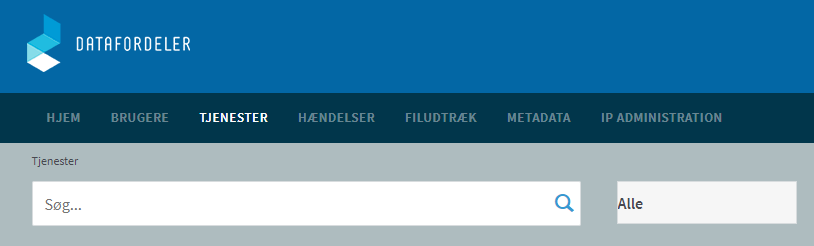 DATAFORDELER
HJEM BRUGERE TJENESTER HÆNDELSER FILUDTRÆK METADATA IP ADMINISTRATION
Tjenester
Søg... Alle